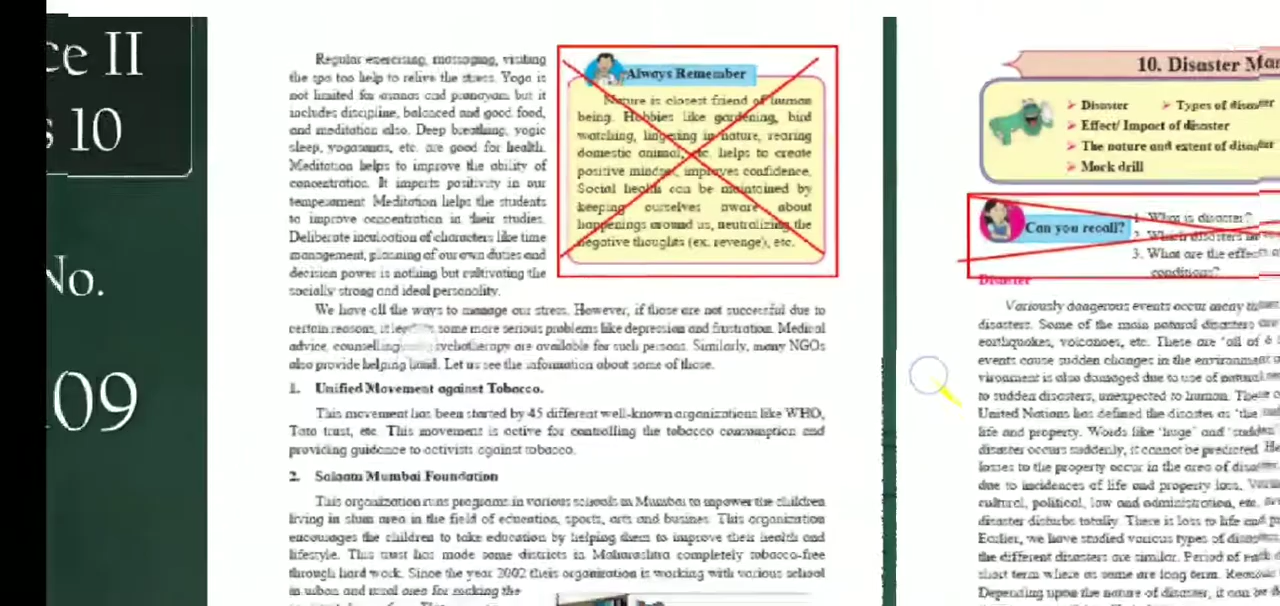 ce II
s 10
No.
109
Regular exercising, massaging, visiting
the spa too help to relive the stress. Yoga is
not limited for asanas and pranayam but it
includes discipline, balanced and good food,
and meditation also. Deep breathing, yogic
sleep, yogasanas, etc. are good for health.
Meditation helps to improve the ability of
concentration. It imparts positivity in our
temperament. Meditation helps the students
to improve concentration in their studies.
Deliberate inculcation of characters like time
management, planning of our own duties and
decision power is nothing but cultivating the
socially strong and ideal personality.
Always Remember
Nature is closest friend of human
being. Hobbies like gardening, bird
watching, lingering in nature, rearing
domestic animal, etc. helps to create
positive mindset, improves confidence.
Social health can be maintained by
keeping ourselves aware about
happenings around us, neutralizing the
negative thoughts (ex. revenge), etc.
We have all the ways to manage our stress. However, if those are not successful due to
certain reasons, it leads to some more serious problems like depression and frustration. Medical
advice, counselling, psychotherapy are available for such persons. Similarly, many NGOs
also provide helping hand. Let us see the information about some of those.
1. Unified Movement against Tobacco.
This movement has been started by 45 different well-known organizations like WHO,
Tata trust, etc. This movement is active for controlling the tobacco consumption and
providing guidance to activists against tobacco.
2. Salaam Mumbai Foundation
This organization runs programs in various schools in Mumbai to empower the children
living in slum area in the field of education, sports, arts and busines. This organization
encourages the children to take education by helping them to improve their health and
lifestyle. This trust has made some districts in Maharashtra completely tobacco-free
through hard work. Since the year 2002 theis organization is working with various school
in urban and rural area for making the
10. Disaster Man
Disaster
Types of disaster
Effect/ Impact of disaster
The nature and extent of disaster
Mock drill
Can you recall?
1. What is disaster?
2. Which disasters
3. What are the effect
conditions?
Disaster
Variously dangerous events occur many
disasters. Some of the main natural disasters are
earthquakes, volcanoes, etc. These are
events cause sudden changes in the environment
vironment is also damaged due to use of natural
to sudden disasters, unexpected to human.
United Nations has defined the disaster as 'the
life and property. Words like 'huge' and 'sudden'
disaster occurs suddenly, it cannot be predicted.
losses to the property occur in the area of
due to incidences of life and property loss.
cultural, political, law and administration, etc.
disaster disturbs totally. There is loss to life and
Earlier, we have studied various types of
the different disasters are similar. Period of
short term where as some are long term.
Depending upon the nature of disaster, it can be